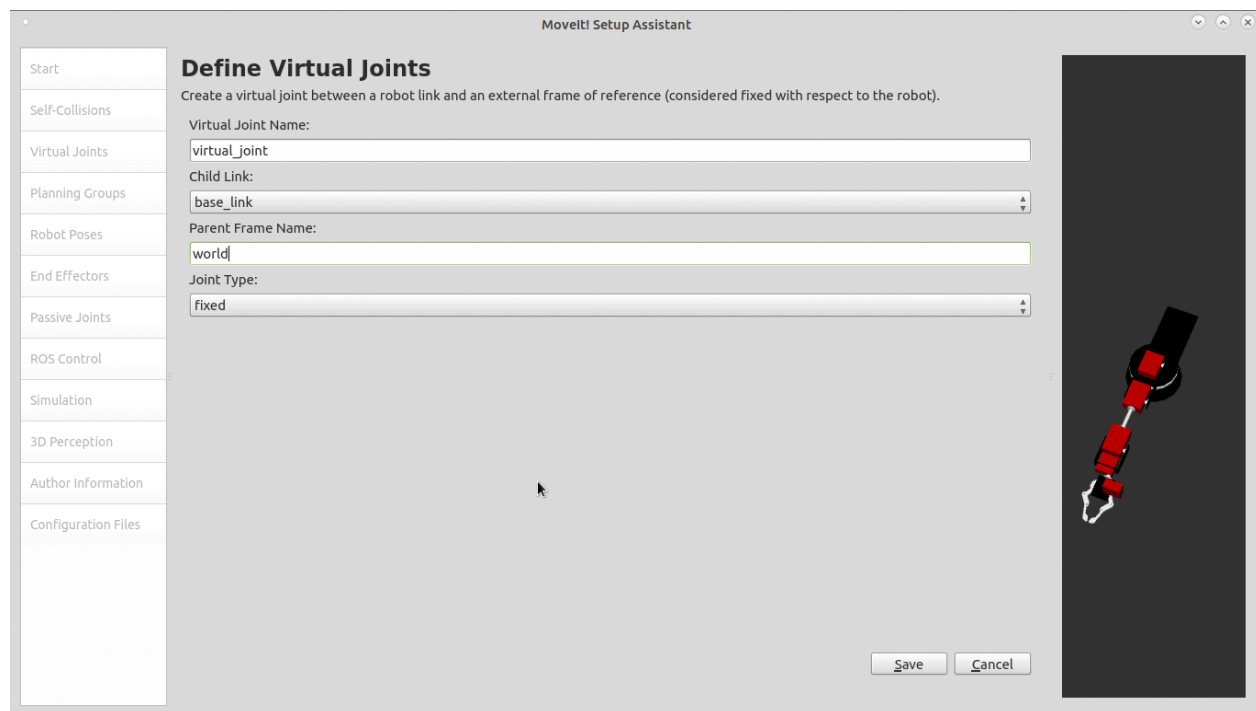 MoveIt! Setup Assistant
Start
Self-Collisions
Virtual Joints
Planning Groups
Robot Poses
End Effectors
Passive Joints
ROS Control
Simulation
3D Perception
Author Information
Configuration Files
Define Virtual Joints
Create a virtual joint between a robot link and an external frame of reference (considered fixed with respect to the robot).
Virtual Joint Name:
virtual_joint
Child Link:
base_link
Parent Frame Name:
world
Joint Type:
fixed
Save Cancel